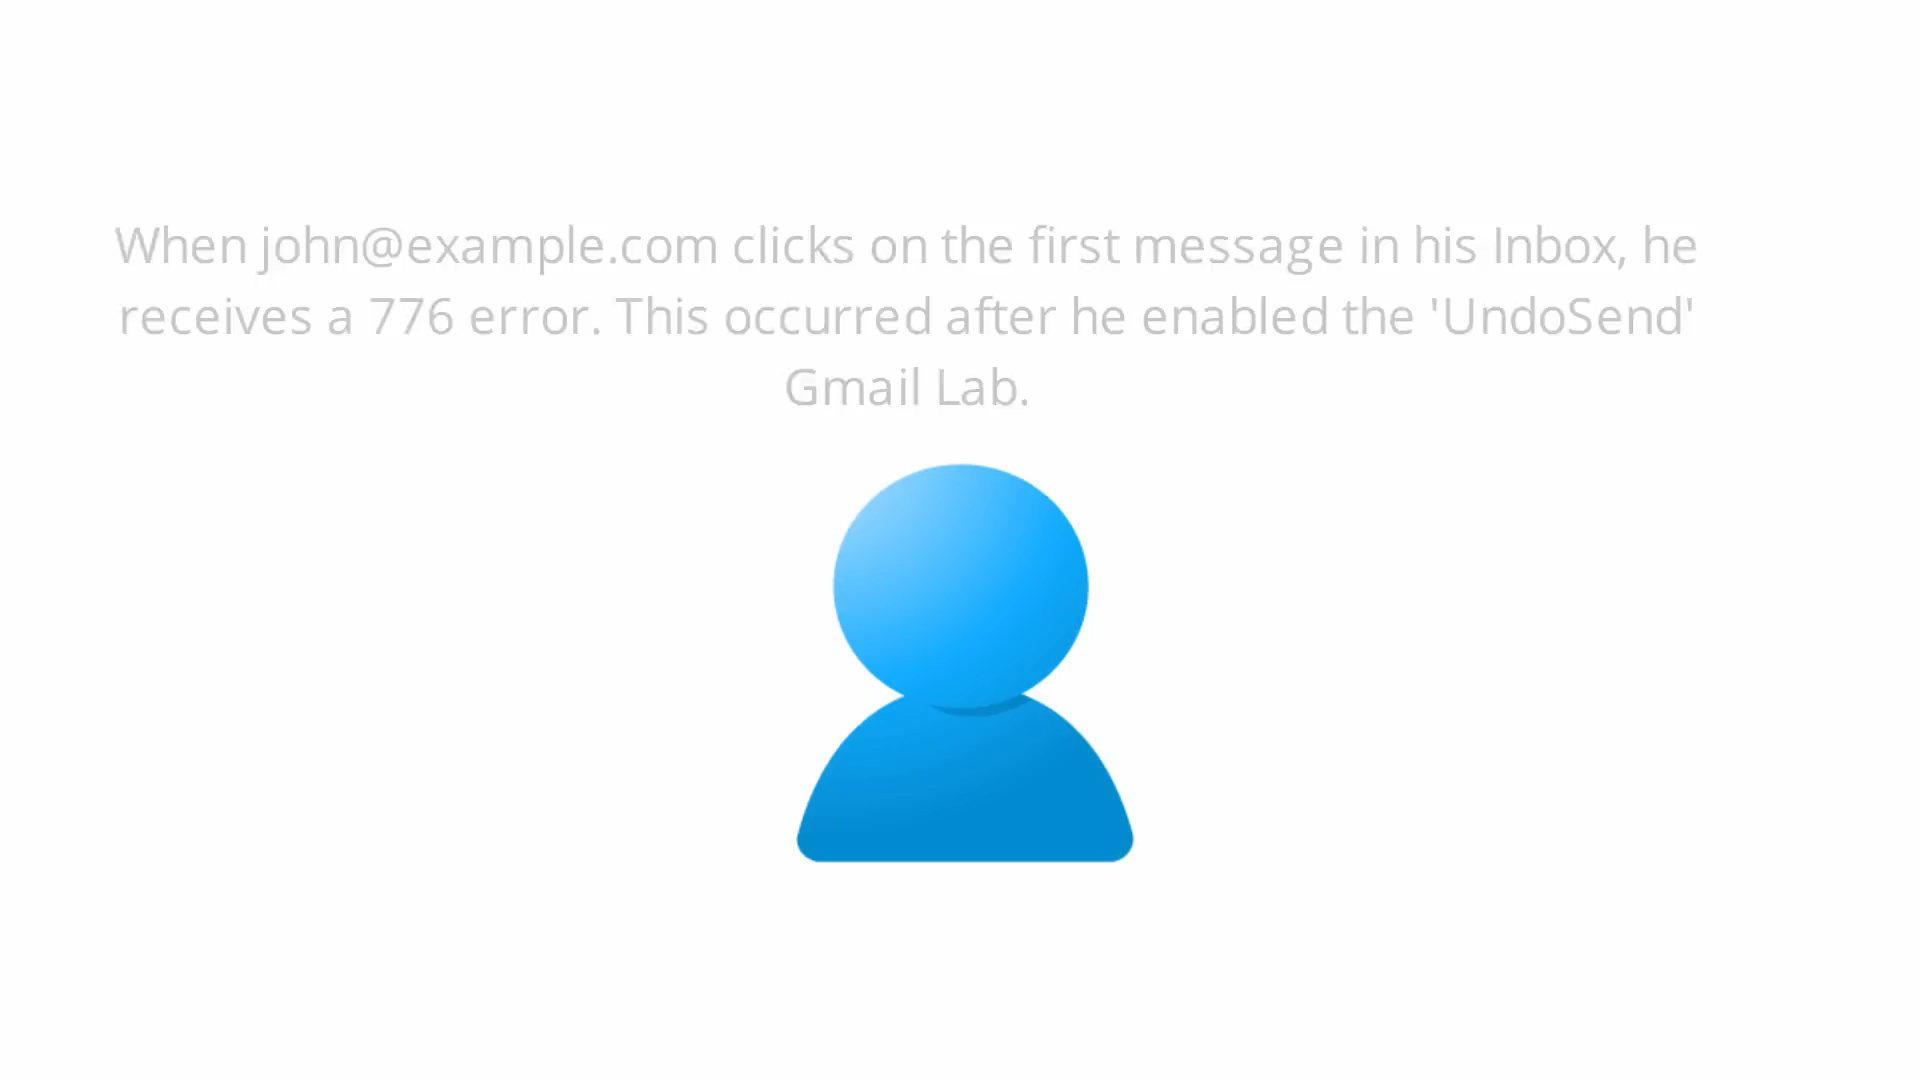 When john@example.com clicks on the first message in his Inbox, he
receives a 776 error. This occurred after he enabled the 'UndoSend'
Gmail Lab.